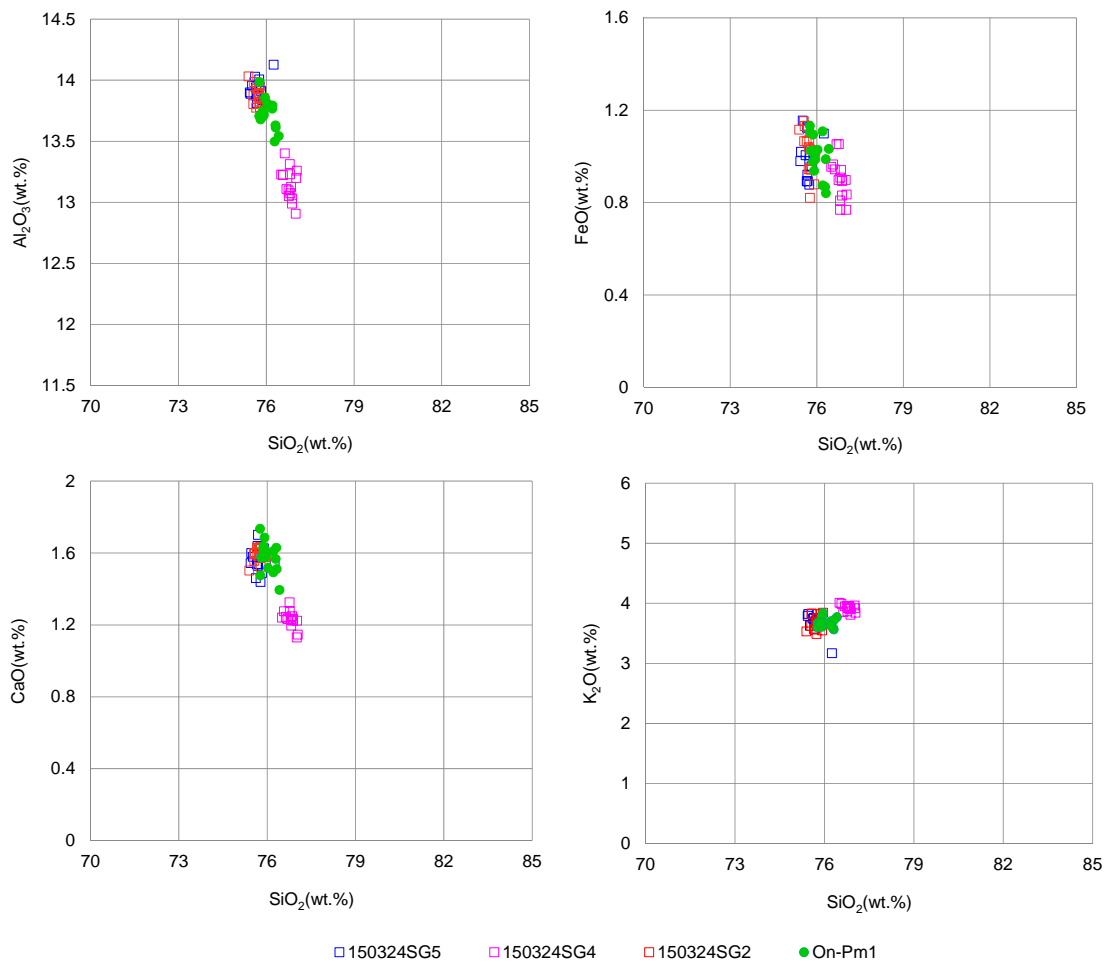 14.5
14
13.5
13
12.5
12
11.5
Al₂O₃(wt.%)
70 73 76 79 82 85
SiO₂(wt.%)
1.6
1.2
0.8
0.4
0
FeO(wt.%)
70 73 76 79 82 85
SiO₂(wt.%)
2
1.6
1.2
0.8
0.4
0
CaO(wt.%)
70 73 76 79 82 85
SiO₂(wt.%)
6
5
4
3
2
1
0
K₂O(wt.%)
70 73 76 79 82 85
SiO₂(wt.%)
150324SG5 150324SG4 150324SG2 On-Pm1